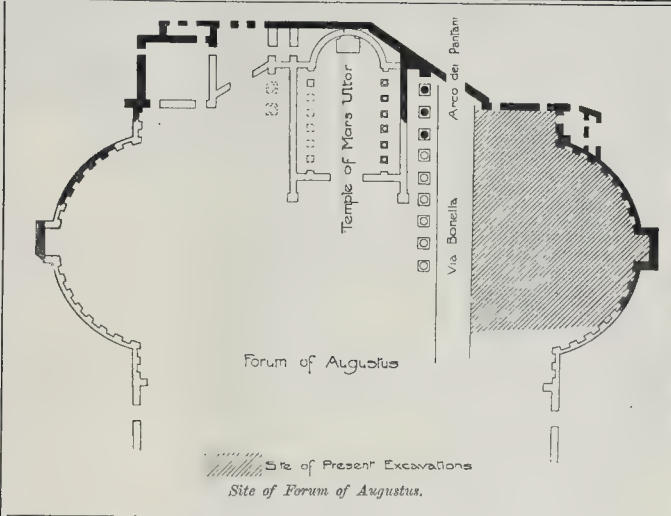 Arco dei Pantani
Temple of Mars Ultor
Via Bonella
Forum of Augustus
Site of Present Excavations
Site of Forum of Augustus.